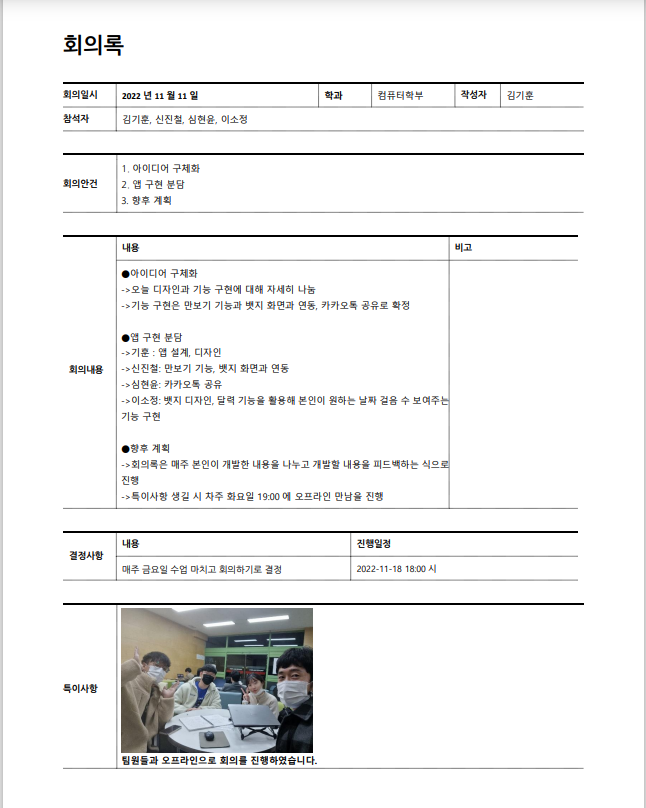 회의록
회의일시 2022 년 11 월 11 일 학과 컴퓨터학부 작성자 김기훈
참석자 김기훈, 신진철, 심현윤, 이소정
회의안건
1. 아이디어 구체화
2. 앱 구현 분담
3. 향후 계획
회의내용
내용 비고
●아이디어 구체화
->오늘 디자인과 기능 구현에 대해 자세히 나눔
->기능 구현은 만보기 기능과 뱃지 화면과 연동, 카카오톡 공유로 확정
●앱 구현 분담
->기훈 : 앱 설계, 디자인
->신진철: 만보기 기능, 뱃지 화면과 연동
->심현윤: 카카오톡 공유
->이소정: 뱃지 디자인, 달력 기능을 활용해 본인이 원하는 날짜 걸음 수 보여주는
기능 구현
●향후 계획
->회의록은 매주 본인이 개발한 내용을 나누고 개발할 내용을 피드백하는 식으로
진행
->특이사항 생길 시 차주 화요일 19:00 에 오프라인 만남을 진행
결정사항
내용 진행일정
매주 금요일 수업 마치고 회의하기로 결정 2022-11-18 18:00 시
특이사항
팀원들과 오프라인으로 회의를 진행하였습니다.